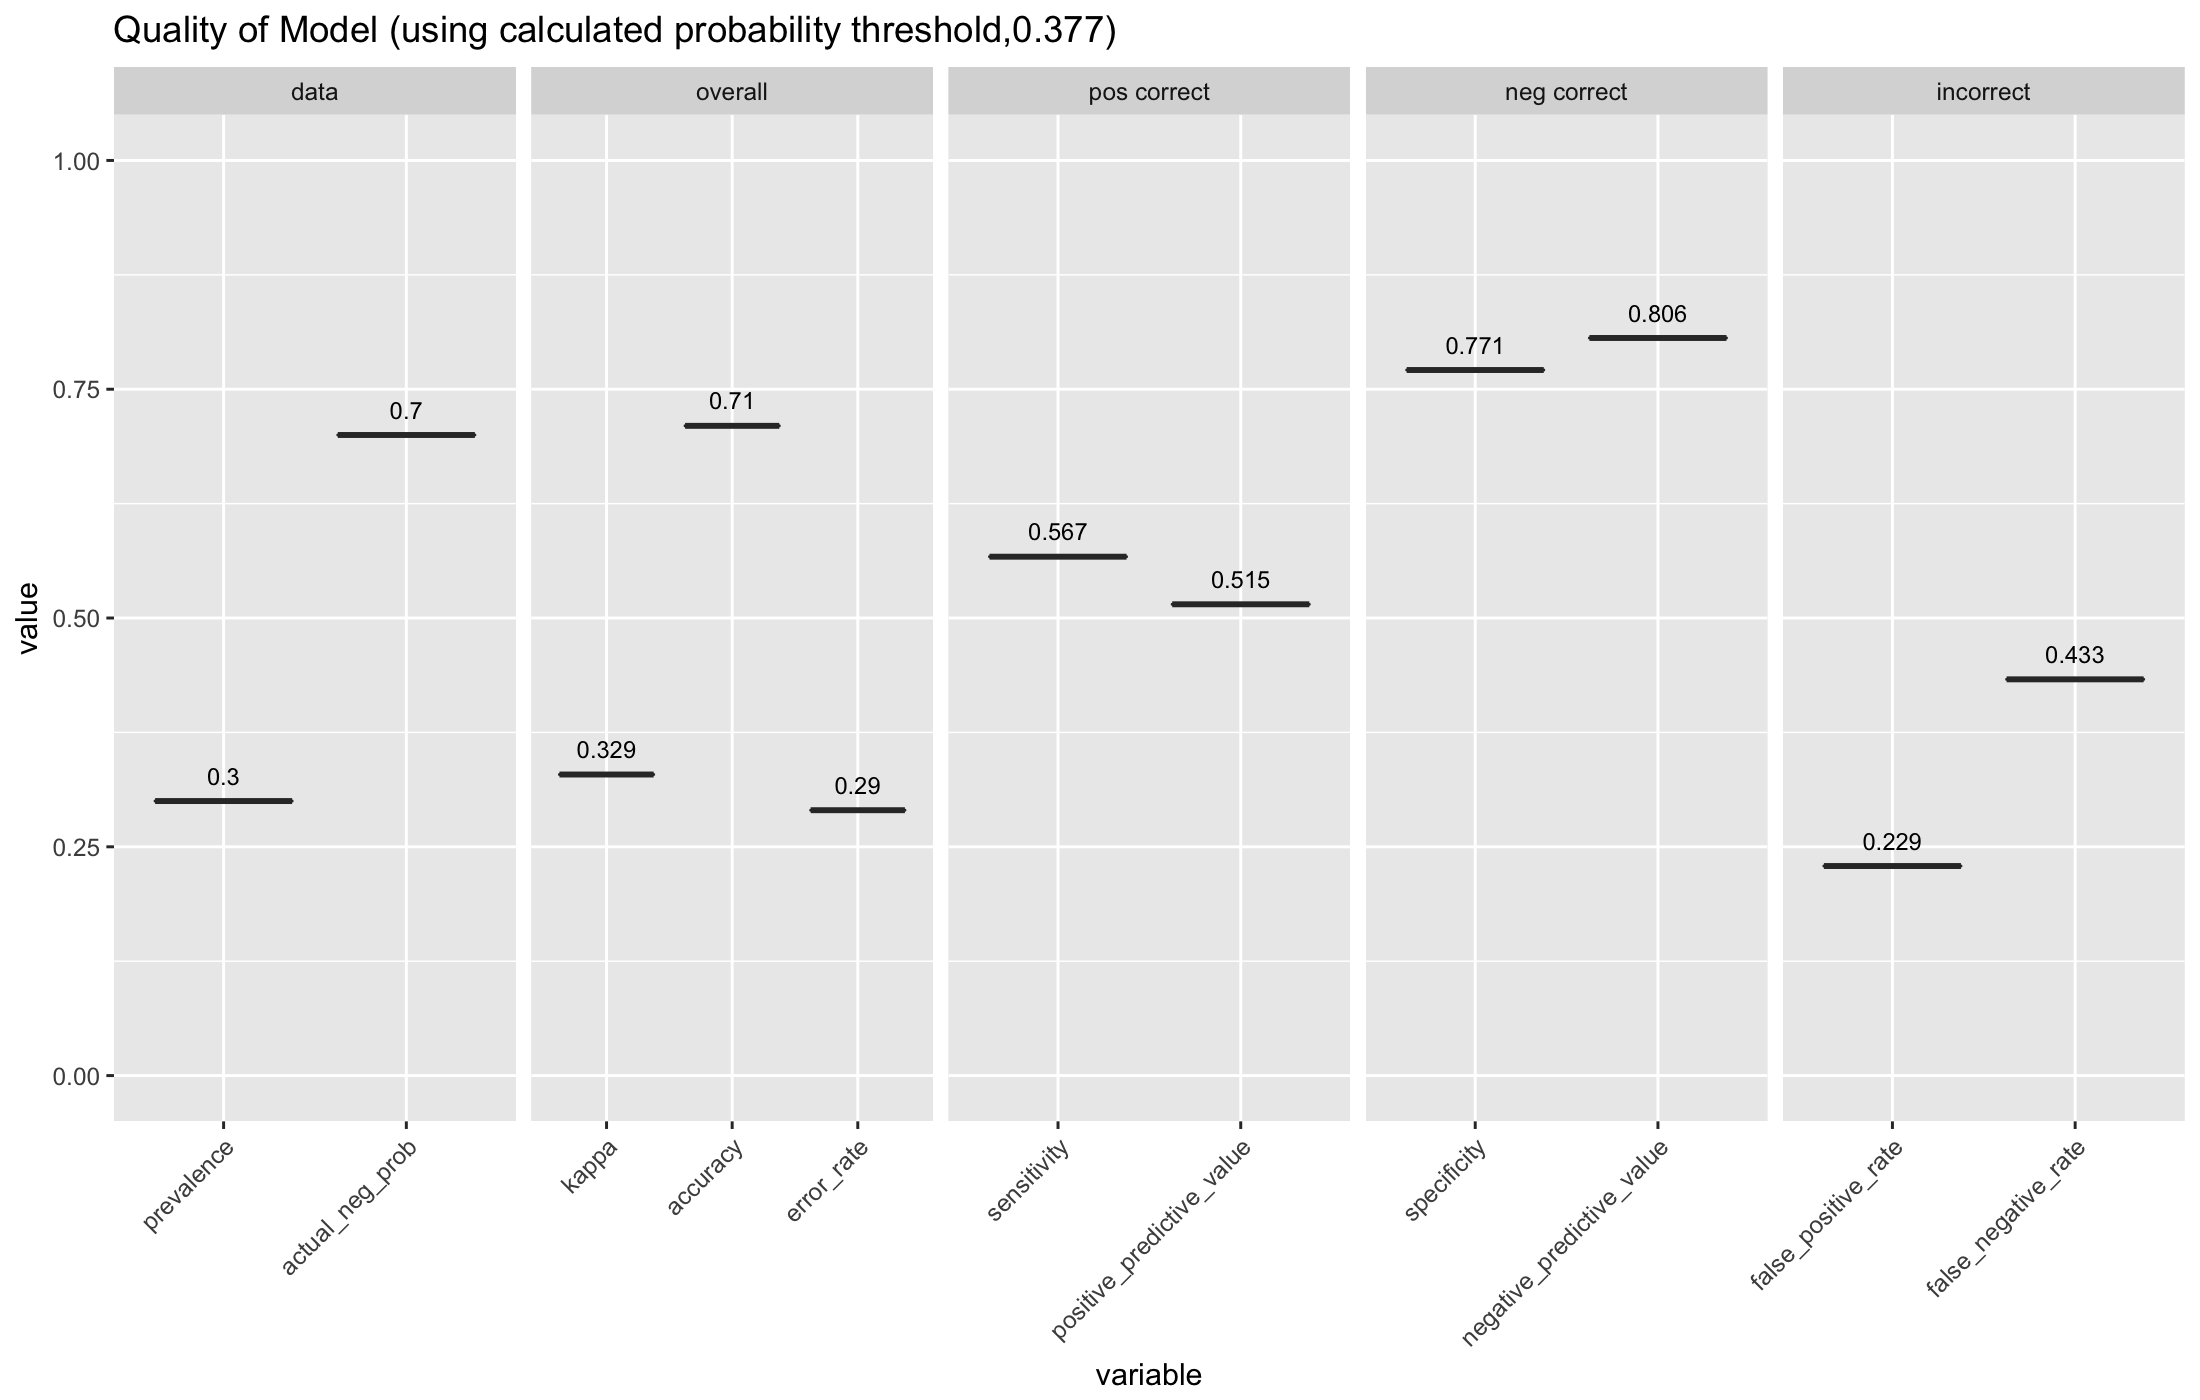 Quality of Model (using calculated probability threshold,0.377)
data
overall
pos correct
neg correct
incorrect
value
1.00
0.75
0.50
0.25
0.00
0.3
0.7
0.329
0.71
0.29
0.567
0.515
0.771
0.806
0.229
0.433
prevalence
actual_neg_prob
kappa
accuracy
error_rate
sensitivity
positive_predictive_value
specificity
negative_predictive_value
false_positive_rate
false_negative_rate
variable